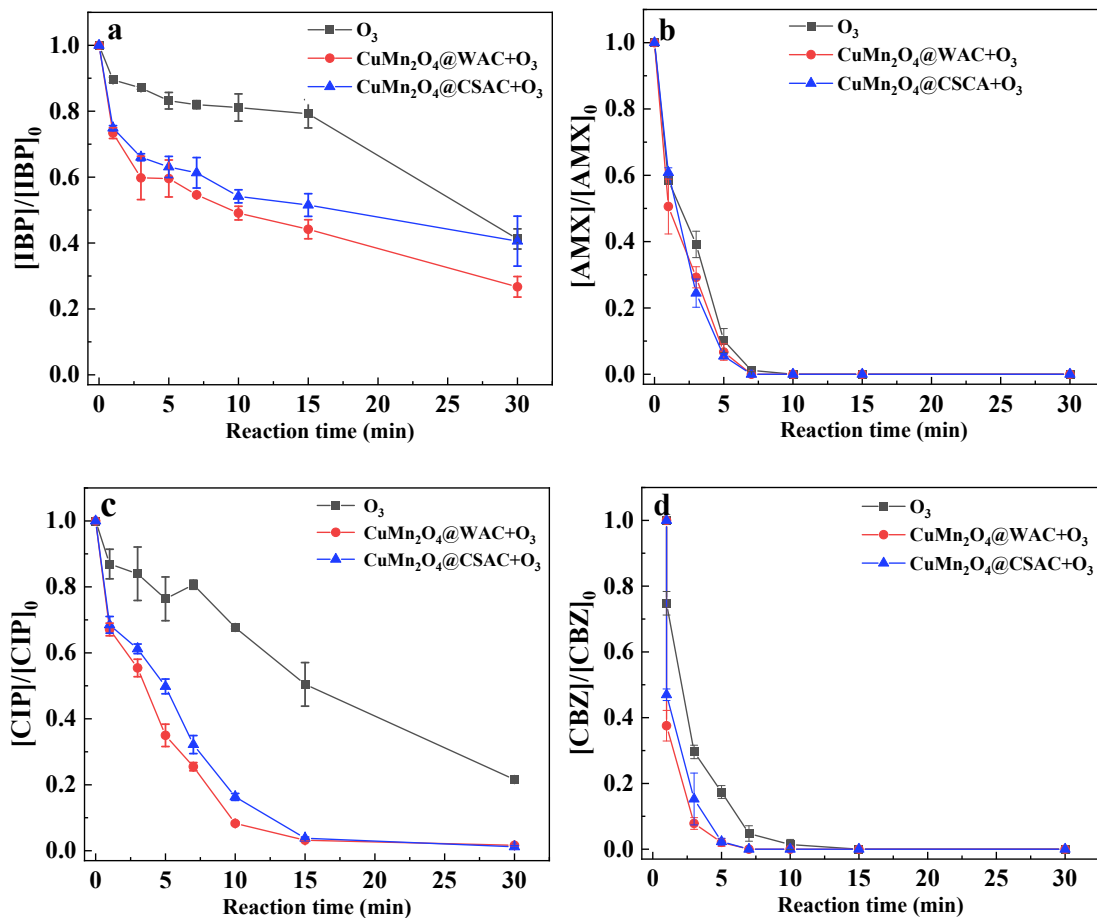 a
O₃
CuMn₂O₄@WAC+O₃
CuMn₂O₄@CSAC+O₃
[IBP]/[IBP]₀
1.0
0.8
0.6
0.4
0.2
0.0
0 5 10 15 20 25 30
Reaction time (min)
b
O₃
CuMn₂O₄@WAC+O₃
CuMn₂O₄@CSCA+O₃
[AMX]/[AMX]₀
1.0
0.8
0.6
0.4
0.2
0.0
0 5 10 15 20 25 30
Reaction time (min)
c
O₃
CuMn₂O₄@WAC+O₃
CuMn₂O₄@CSAC+O₃
[CIP]/[CIP]₀
1.0
0.8
0.6
0.4
0.2
0.0
0 5 10 15 20 25 30
Reaction time (min)
d
O₃
CuMn₂O₄@WAC+O₃
CuMn₂O₄@CSAC+O₃
[CBZ]/[CBZ]₀
1.0
0.8
0.6
0.4
0.2
0.0
0 5 10 15 20 25 30
Reaction time (min)